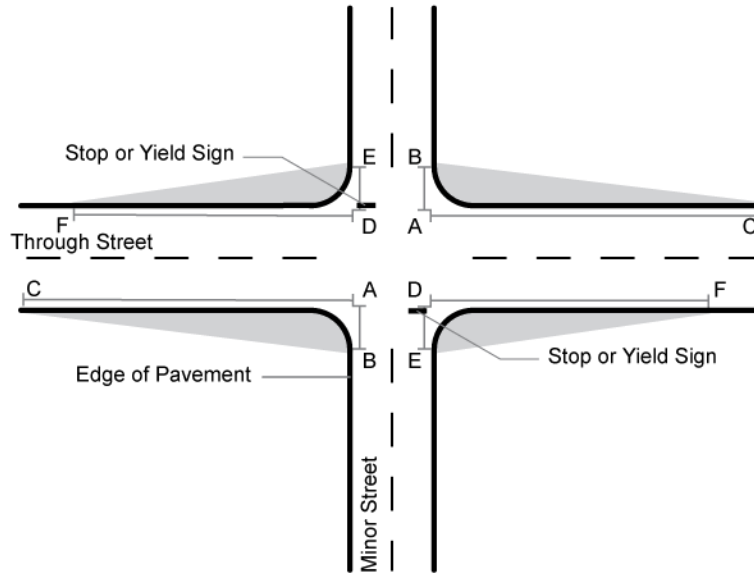 Stop or Yield Sign
E
B
F
D
A
C
Through Street
C
A
D
F
B
E
Stop or Yield Sign
Edge of Pavement
Minor Street